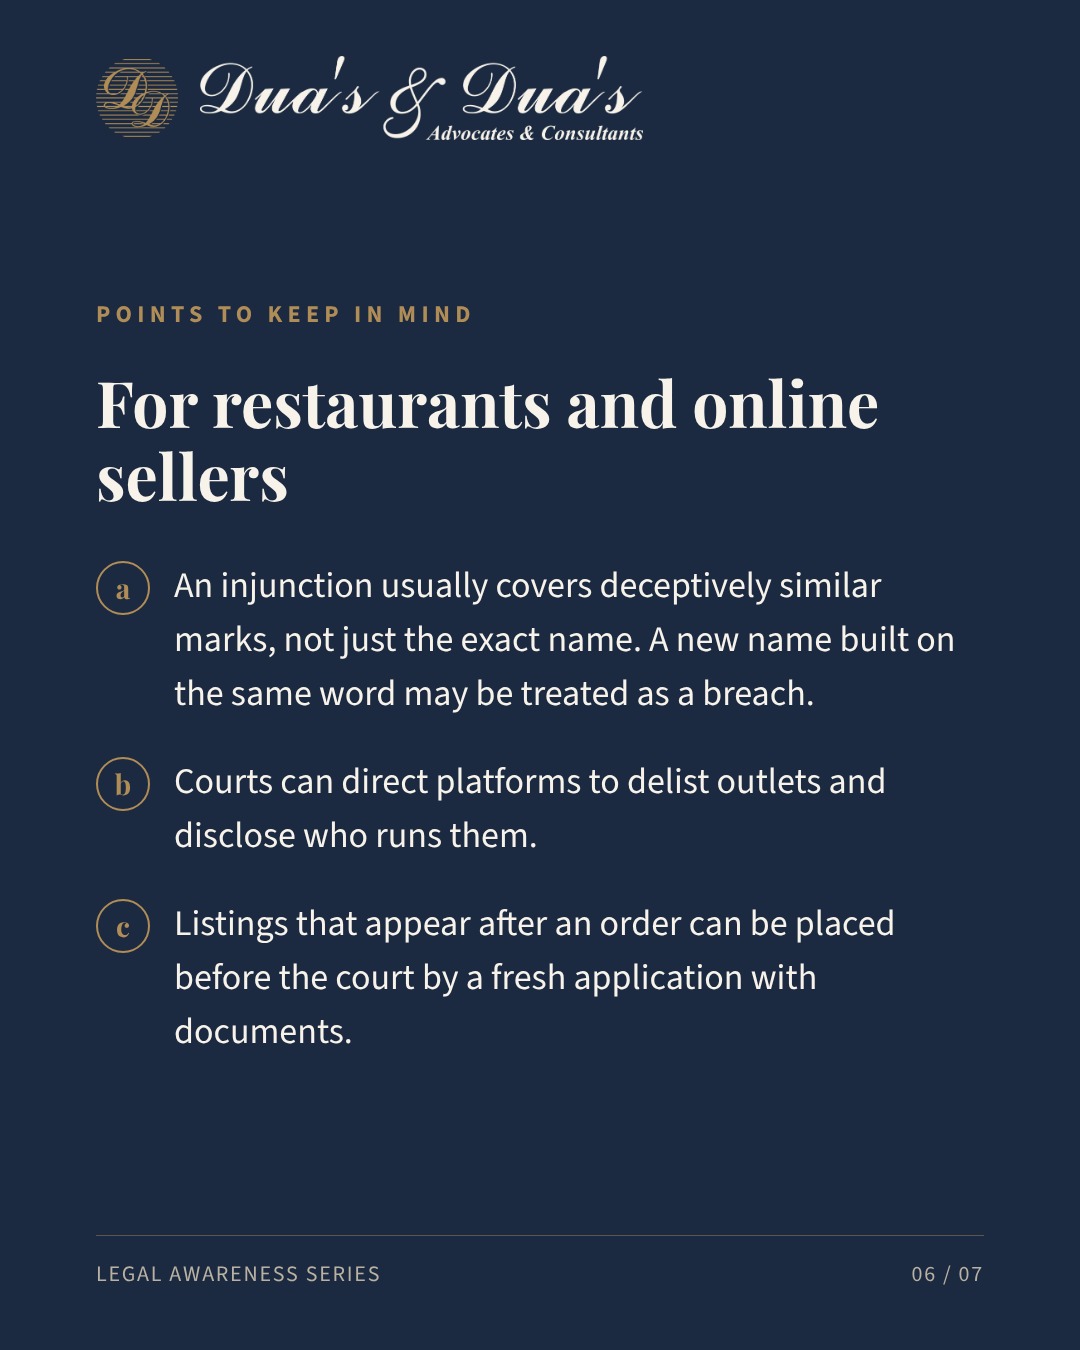 DD Dua's & Dua's
Advocates & Consultants
POINTS TO KEEP IN MIND
For restaurants and online
sellers
a An injunction usually covers deceptively similar
marks, not just the exact name. A new name built on
the same word may be treated as a breach.
b Courts can direct platforms to delist outlets and
disclose who runs them.
c Listings that appear after an order can be placed
before the court by a fresh application with
documents.
LEGAL AWARENESS SERIES 06 / 07